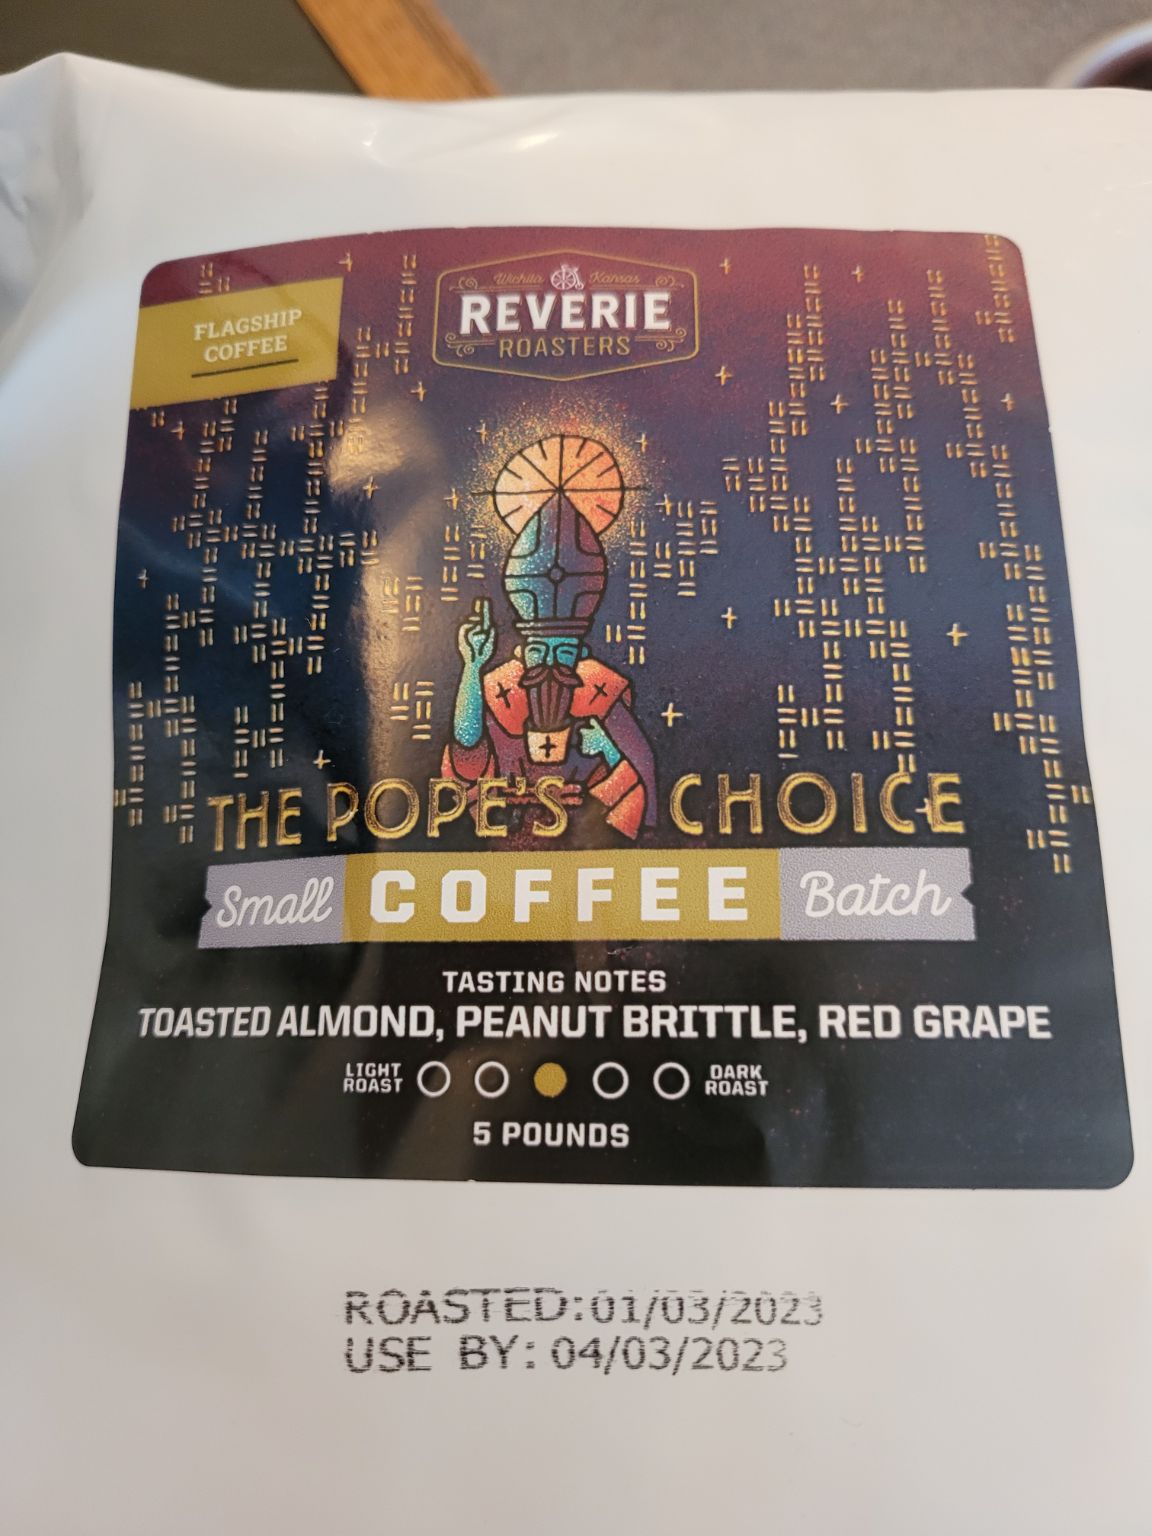 FLAGSHIP
COFFEE
Wichita Kansas
REVERIE
ROASTERS
THE POPE'S CHOICE
Small COFFEE Batch
TASTING NOTES
TOASTED ALMOND, PEANUT BRITTLE, RED GRAPE
LIGHT ROAST DARK ROAST
5 POUNDS
ROASTED:01/03/2023
USE BY: 04/03/2023